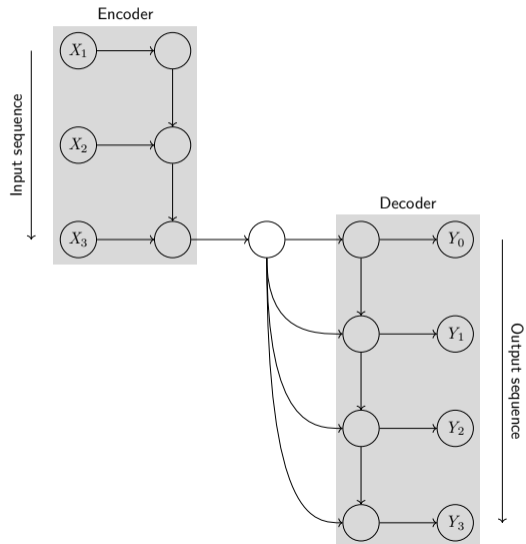 Encoder
Input sequence
X₁
X₂
X₃
Decoder
Y₀
Y₁
Y₂
Y₃
Output sequence